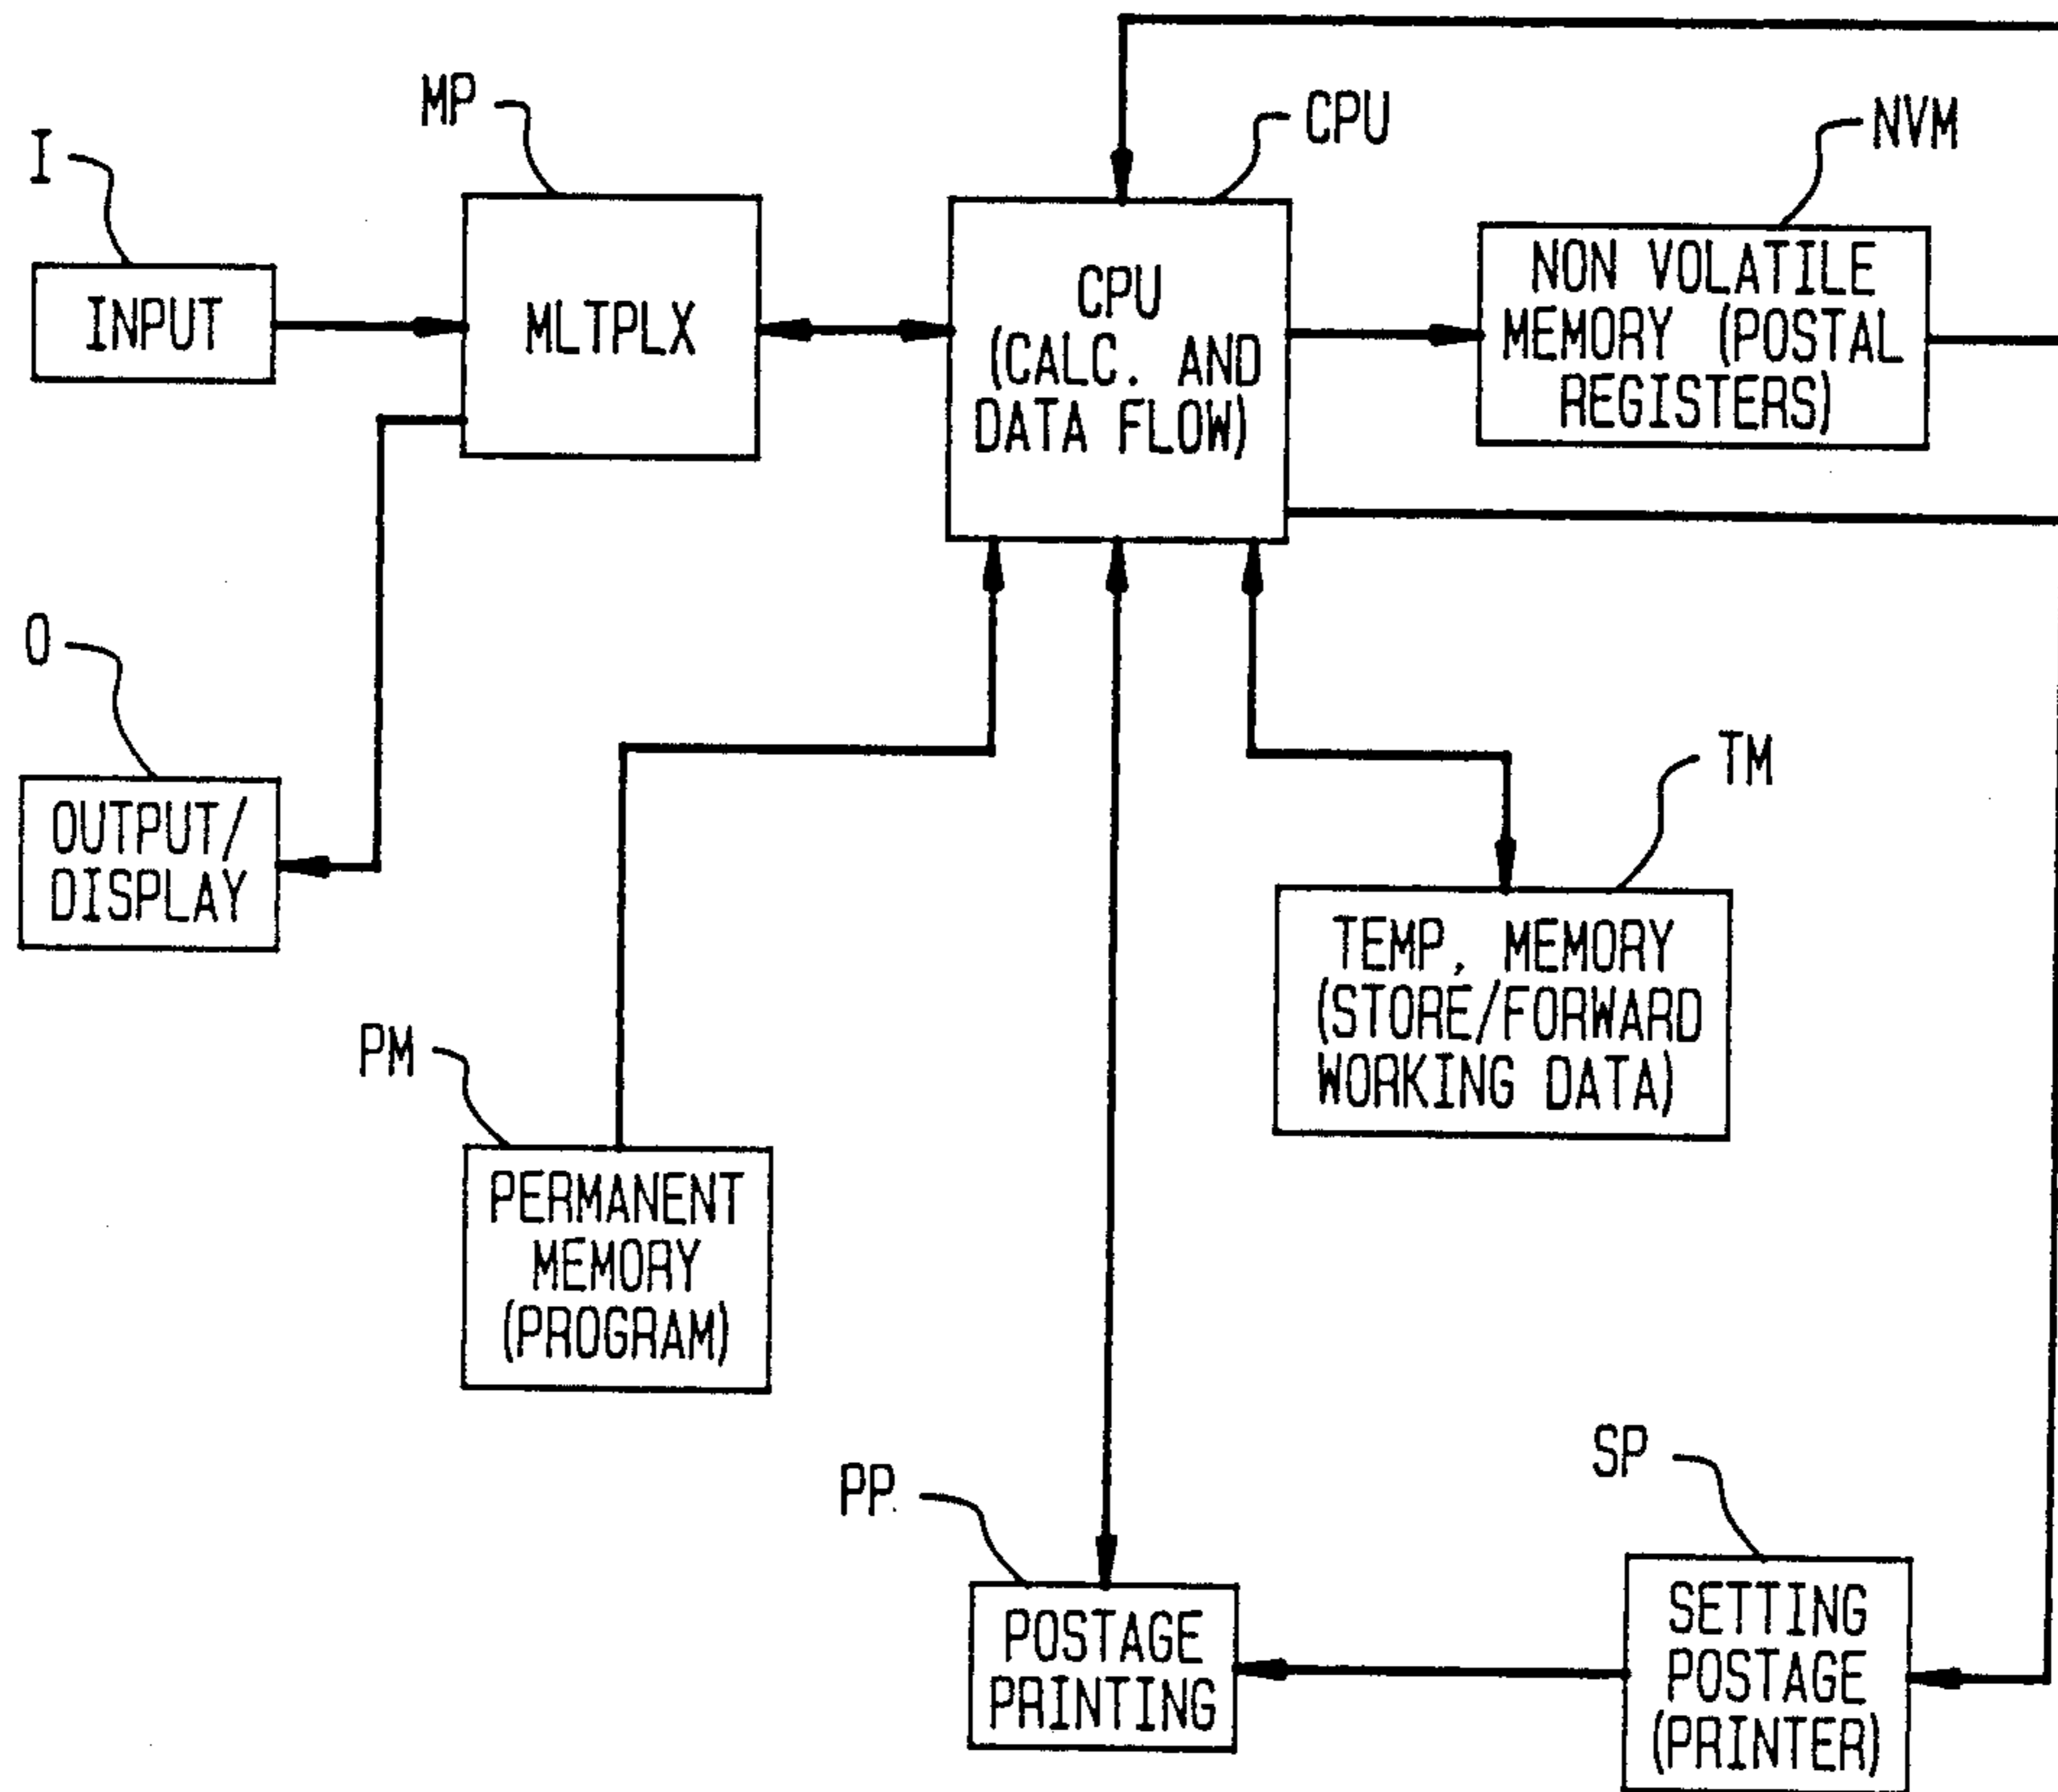 MP
CPU
NVM
I
INPUT
MLTPLX
CPU
(CALC. AND
DATA FLOW)
NON VOLATILE
MEMORY (POSTAL
REGISTERS)
O
OUTPUT/
DISPLAY
TM
TEMP, MEMORY
(STORE/FORWARD
WORKING DATA)
PM
PERMANENT
MEMORY
(PROGRAM)
PP
POSTAGE
PRINTING
SP
SETTING
POSTAGE
(PRINTER)